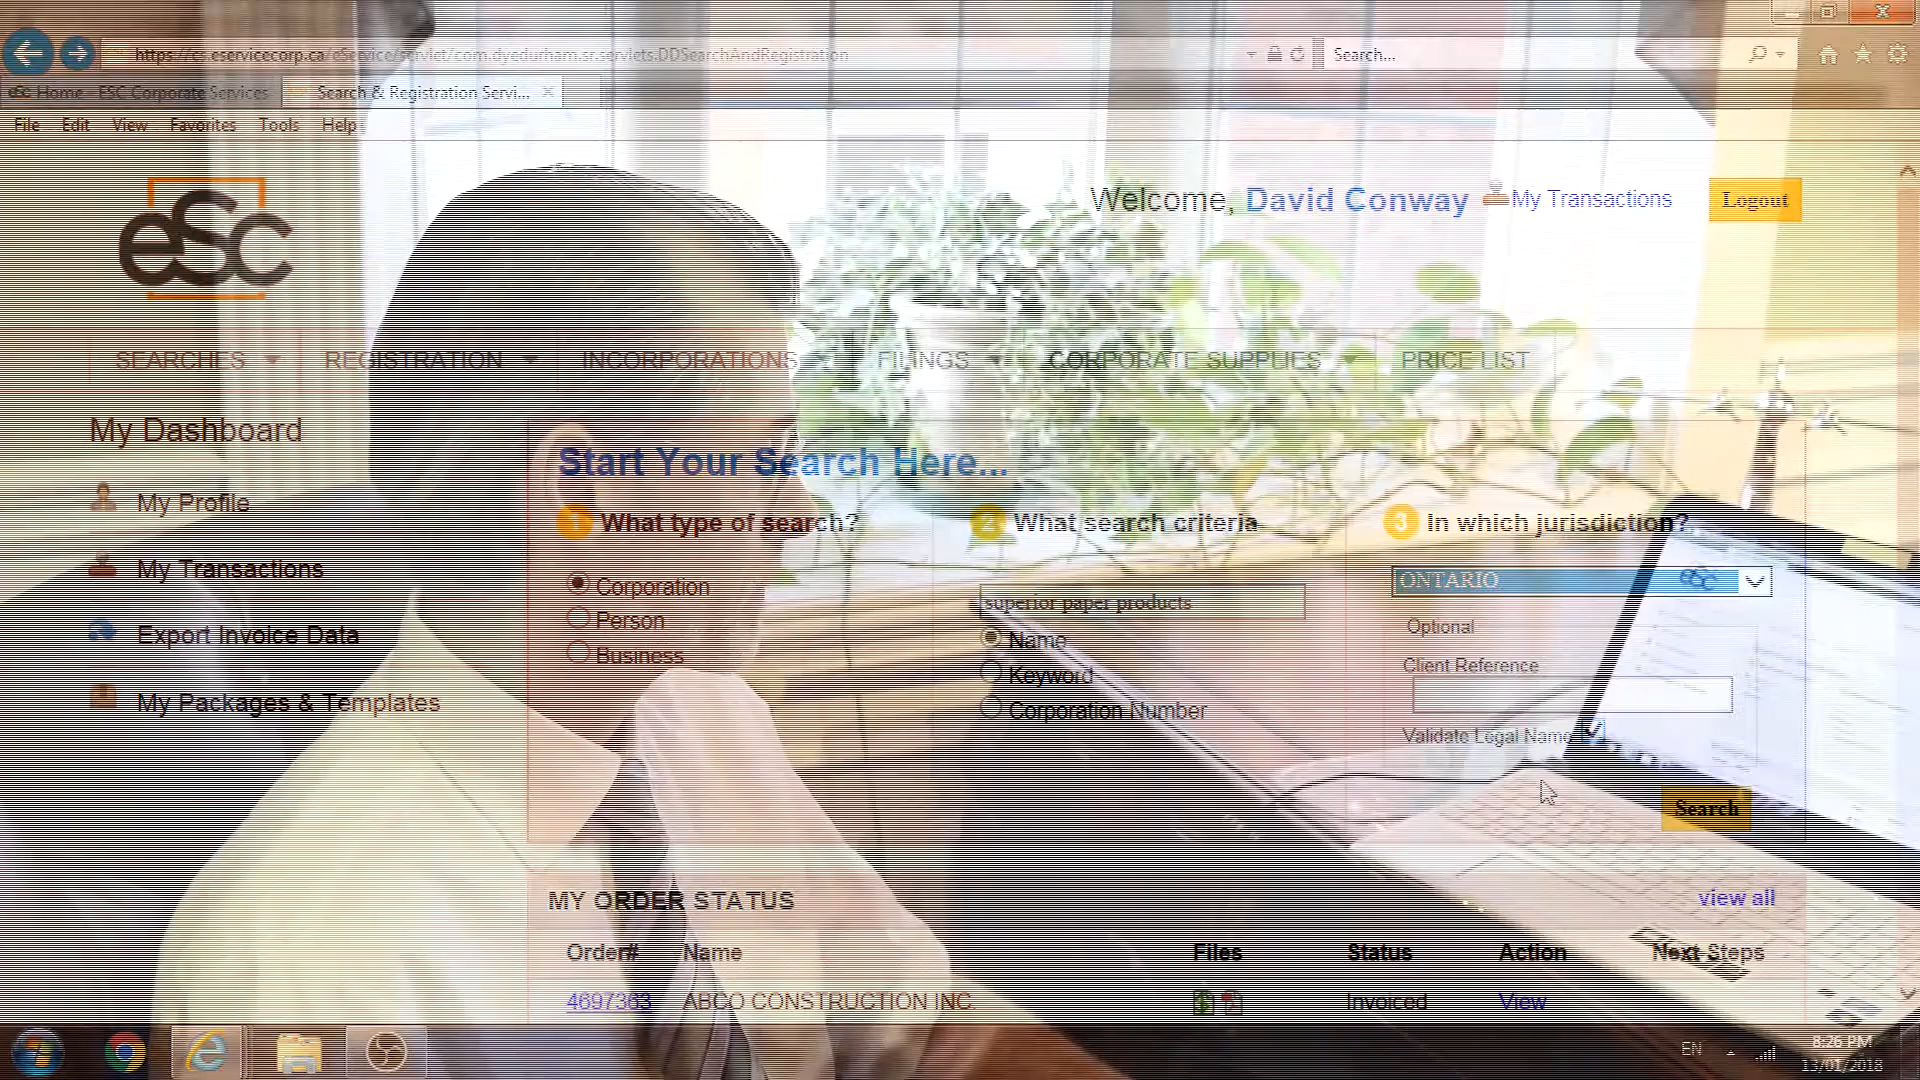 https://cs.eservicecorp.ca/eService/servlet/com.dyedurham.sr.servlets.DDSearchAndRegistration
Search...
esc Home - ESC Corporate Services
Search & Registration Servi...
File Edit View Favorites Tools Help
esc
Welcome, David Conway
My Transactions
Logout
SEARCHES
REGISTRATION
INCORPORATIONS
FILINGS
CORPORATE SUPPLIES
PRICE LIST
My Dashboard
My Profile
My Transactions
Export Invoice Data
My Packages & Templates
Start Your Search Here...
1 What type of search?
Corporation
Person
Business
2 What search criteria
superior paper products
Name
Keyword
Corporation Number
3 In which jurisdiction?
ONTARIO
esc
Optional
Client Reference
Validate Legal Name
Search
MY ORDER STATUS
view all
Order# Name Files Status Action Next Steps
4697363 ABCO CONSTRUCTION INC. Invoiced View
EN
8:26 PM
13/01/2018